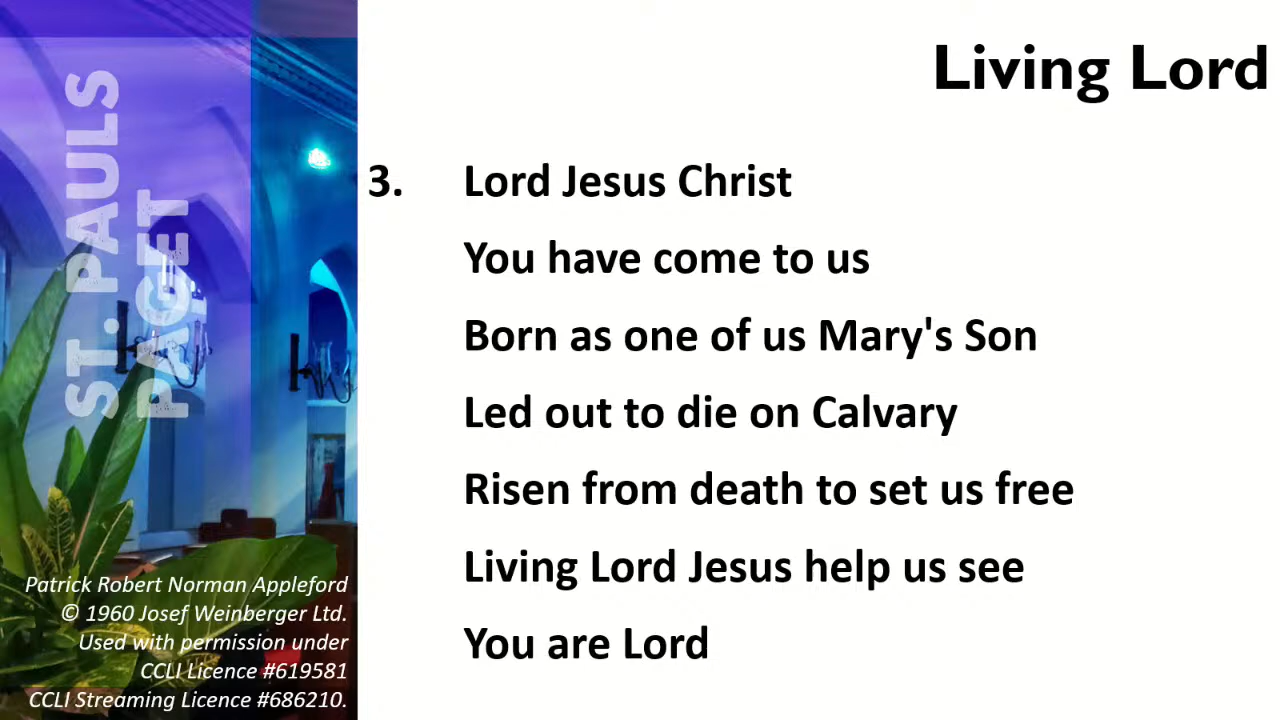 Living Lord
3. Lord Jesus Christ
You have come to us
Born as one of us Mary's Son
Led out to die on Calvary
Risen from death to set us free
Living Lord Jesus help us see
You are Lord
ST. PAULS
PAGET
Patrick Robert Norman Appleford
© 1960 Josef Weinberger Ltd.
Used with permission under
CCLI Licence #619581
CCLI Streaming Licence #686210.